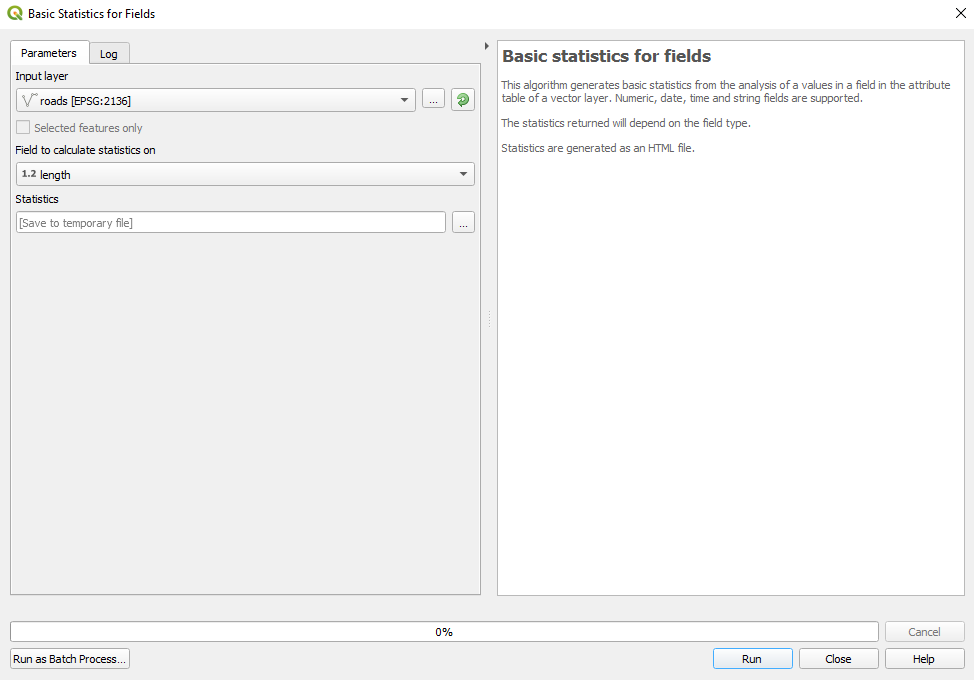 Basic Statistics for Fields
Parameters
Log
Input layer
roads [EPSG:2136]
...
Selected features only
Field to calculate statistics on
1.2 length
Statistics
[Save to temporary file]
...
Basic statistics for fields
This algorithm generates basic statistics from the analysis of a values in a field in the attribute
table of a vector layer. Numeric, date, time and string fields are supported.
The statistics returned will depend on the field type.
Statistics are generated as an HTML file.
0%
Cancel
Run as Batch Process...
Run
Close
Help